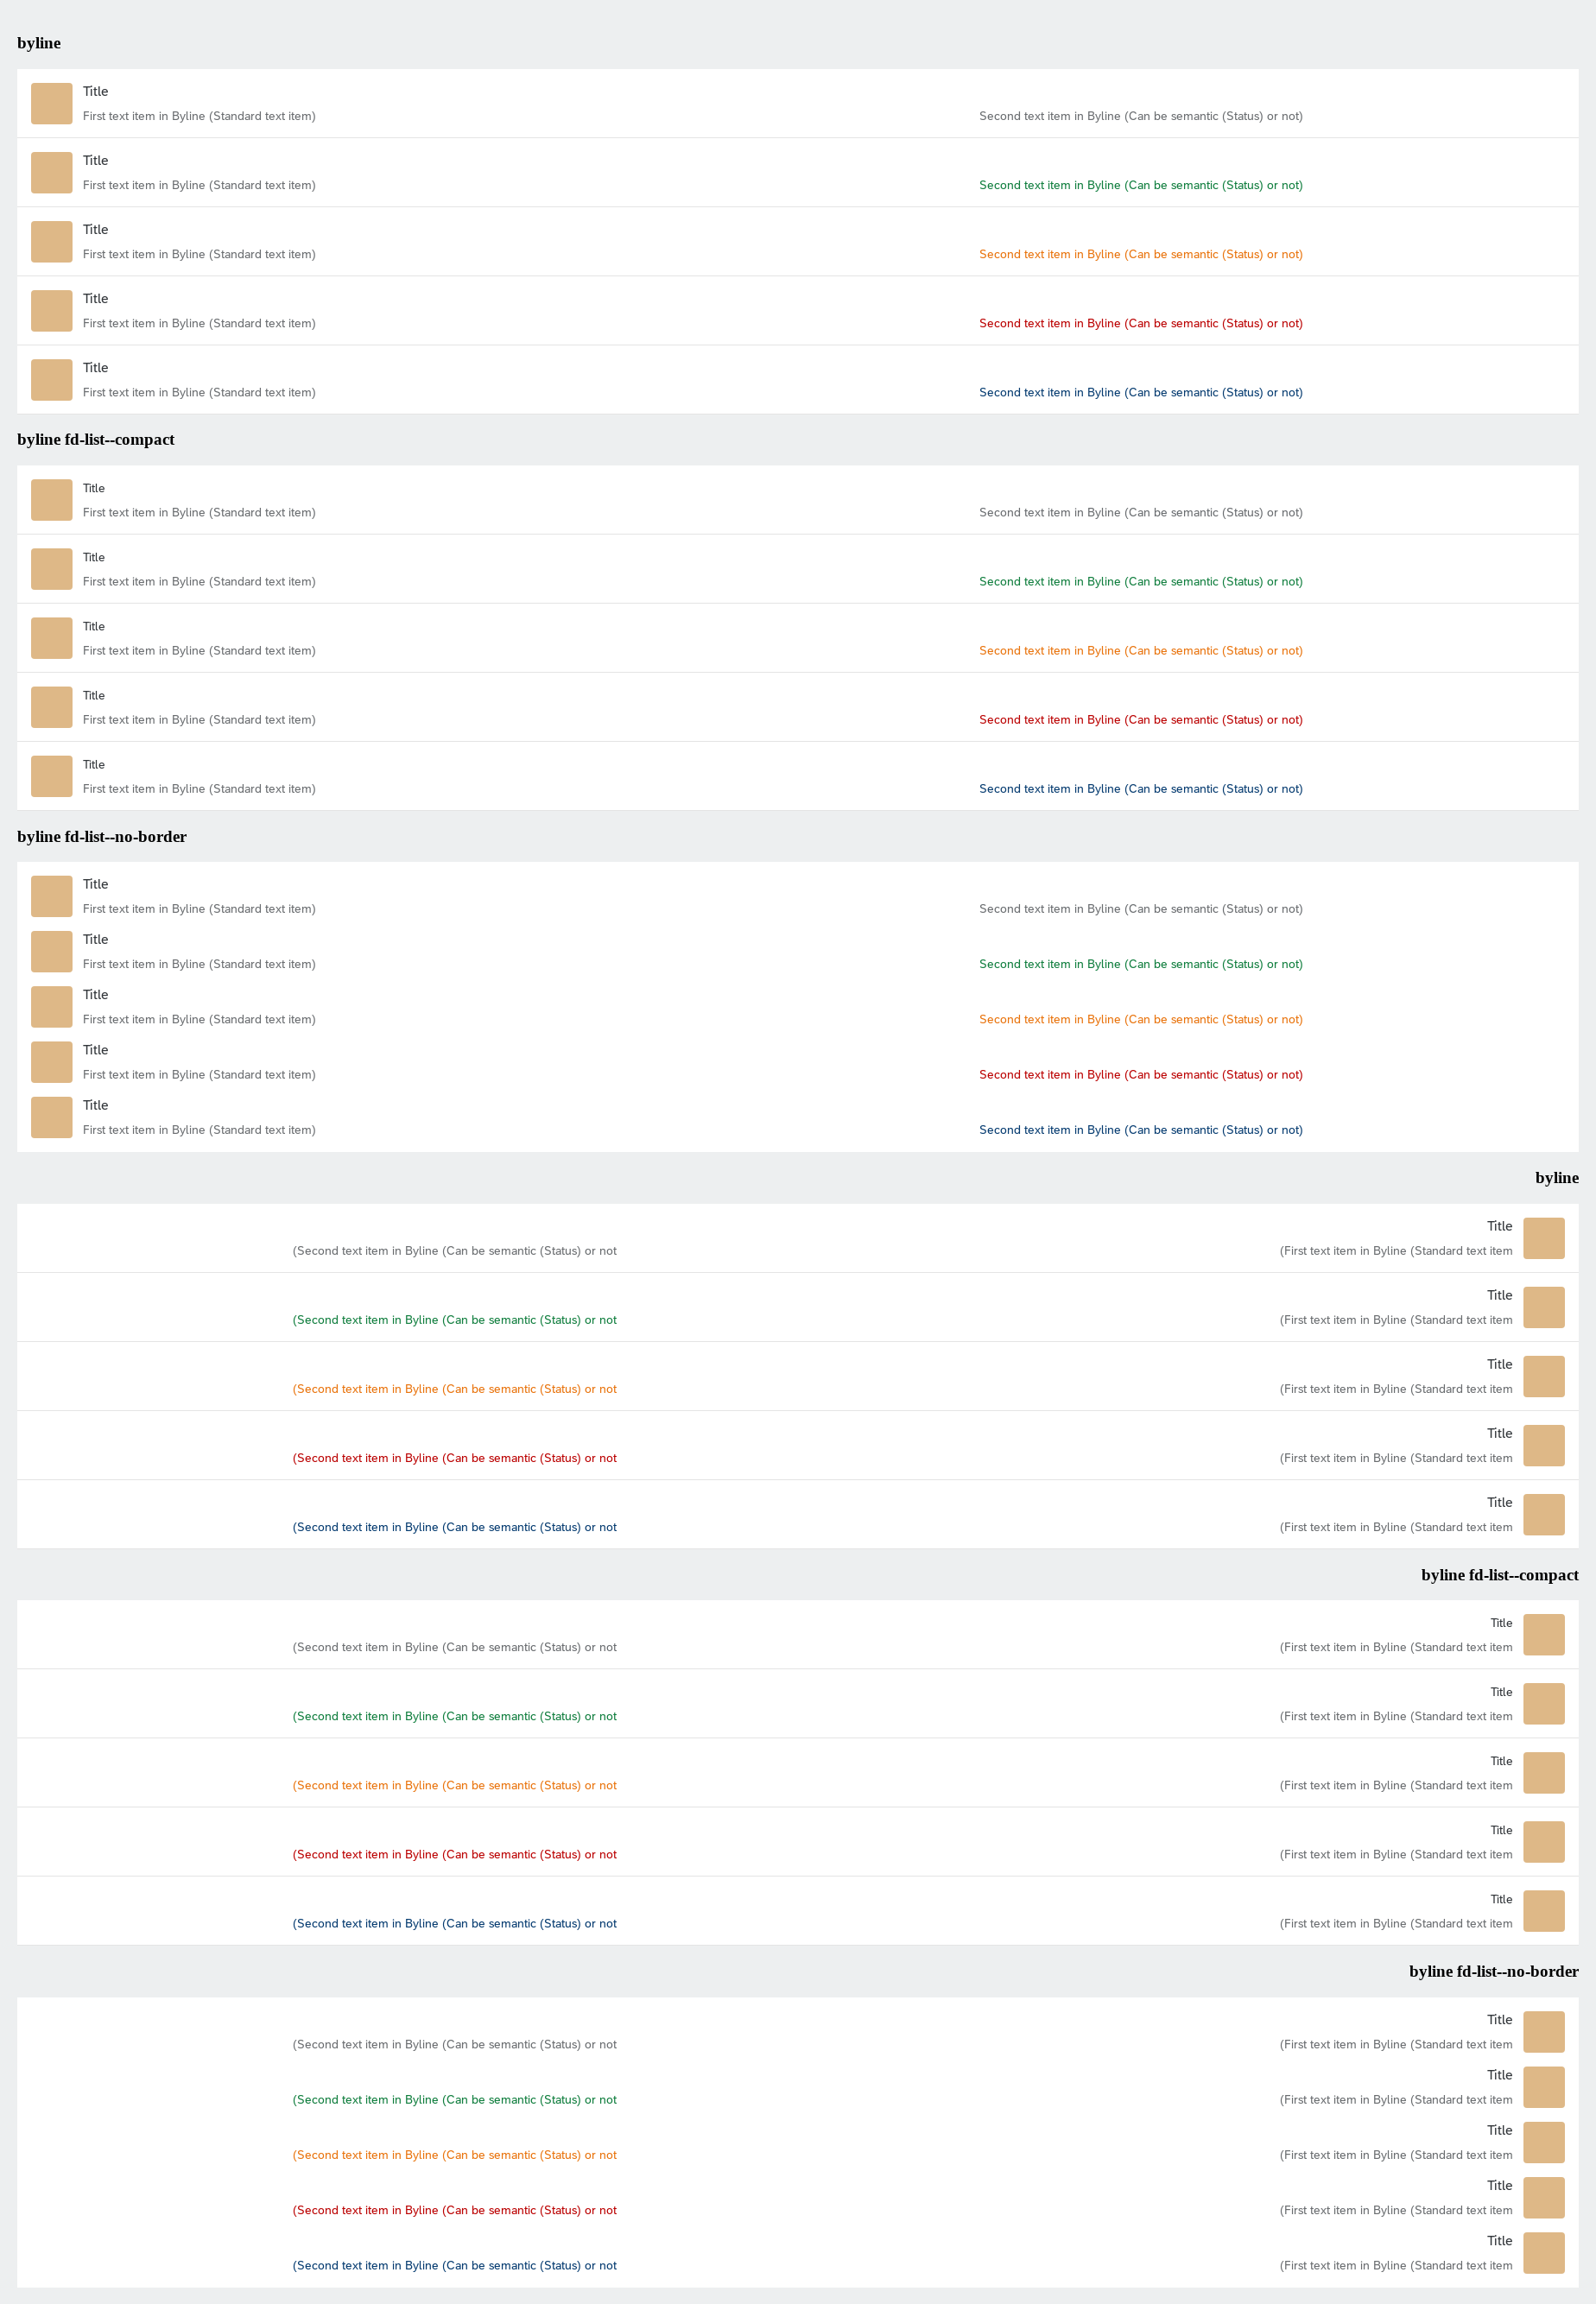 byline
Title
First text item in Byline (Standard text item) Second text item in Byline (Can be semantic (Status) or not)
Title
First text item in Byline (Standard text item) Second text item in Byline (Can be semantic (Status) or not)
Title
First text item in Byline (Standard text item) Second text item in Byline (Can be semantic (Status) or not)
Title
First text item in Byline (Standard text item) Second text item in Byline (Can be semantic (Status) or not)
Title
First text item in Byline (Standard text item) Second text item in Byline (Can be semantic (Status) or not)
byline fd-list--compact
Title
First text item in Byline (Standard text item) Second text item in Byline (Can be semantic (Status) or not)
Title
First text item in Byline (Standard text item) Second text item in Byline (Can be semantic (Status) or not)
Title
First text item in Byline (Standard text item) Second text item in Byline (Can be semantic (Status) or not)
Title
First text item in Byline (Standard text item) Second text item in Byline (Can be semantic (Status) or not)
Title
First text item in Byline (Standard text item) Second text item in Byline (Can be semantic (Status) or not)
byline fd-list--no-border
Title
First text item in Byline (Standard text item) Second text item in Byline (Can be semantic (Status) or not)
Title
First text item in Byline (Standard text item) Second text item in Byline (Can be semantic (Status) or not)
Title
First text item in Byline (Standard text item) Second text item in Byline (Can be semantic (Status) or not)
Title
First text item in Byline (Standard text item) Second text item in Byline (Can be semantic (Status) or not)
Title
First text item in Byline (Standard text item) Second text item in Byline (Can be semantic (Status) or not)
byline
Title
(Second text item in Byline (Can be semantic (Status) or not (First text item in Byline (Standard text item
Title
(Second text item in Byline (Can be semantic (Status) or not (First text item in Byline (Standard text item
Title
(Second text item in Byline (Can be semantic (Status) or not (First text item in Byline (Standard text item
Title
(Second text item in Byline (Can be semantic (Status) or not (First text item in Byline (Standard text item
Title
(Second text item in Byline (Can be semantic (Status) or not (First text item in Byline (Standard text item
byline fd-list--compact
Title
(Second text item in Byline (Can be semantic (Status) or not (First text item in Byline (Standard text item
Title
(Second text item in Byline (Can be semantic (Status) or not (First text item in Byline (Standard text item
Title
(Second text item in Byline (Can be semantic (Status) or not (First text item in Byline (Standard text item
Title
(Second text item in Byline (Can be semantic (Status) or not (First text item in Byline (Standard text item
Title
(Second text item in Byline (Can be semantic (Status) or not (First text item in Byline (Standard text item
byline fd-list--no-border
Title
(Second text item in Byline (Can be semantic (Status) or not (First text item in Byline (Standard text item
Title
(Second text item in Byline (Can be semantic (Status) or not (First text item in Byline (Standard text item
Title
(Second text item in Byline (Can be semantic (Status) or not (First text item in Byline (Standard text item
Title
(Second text item in Byline (Can be semantic (Status) or not (First text item in Byline (Standard text item
Title
(Second text item in Byline (Can be semantic (Status) or not (First text item in Byline (Standard text item